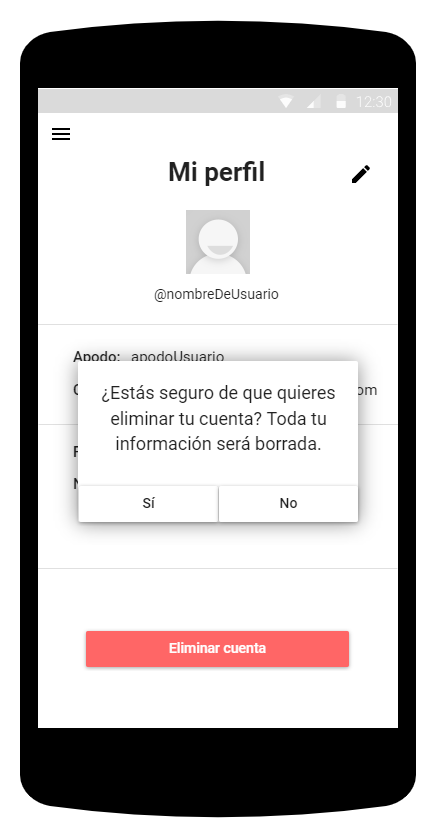 12:30
Mi perfil
@nombreDeUsuario
Apodo: apodoUsuario
om
¿Estás seguro de que quieres
eliminar tu cuenta? Toda tu
información será borrada.
Sí No
Eliminar cuenta